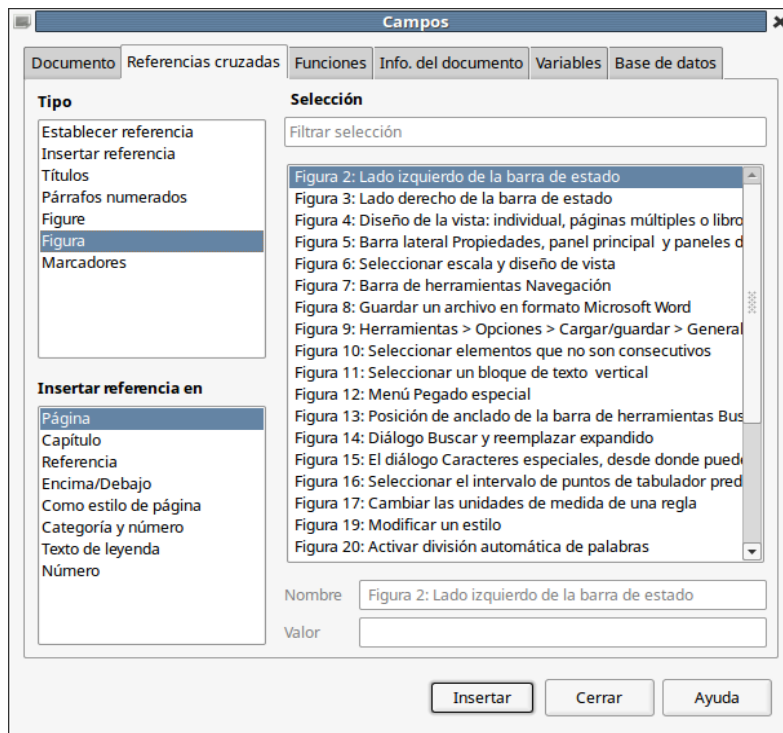 Campos
Documento Referencias cruzadas Funciones Info. del documento Variables Base de datos
Tipo
Establecer referencia
Insertar referencia
Títulos
Párrafos numerados
Figure
Figura
Marcadores
Insertar referencia en
Página
Capítulo
Referencia
Encima/Debajo
Como estilo de página
Categoría y número
Texto de leyenda
Número
Selección
Filtrar selección
Figura 2: Lado izquierdo de la barra de estado
Figura 3: Lado derecho de la barra de estado
Figura 4: Diseño de la vista: individual, páginas múltiples o libro
Figura 5: Barra lateral Propiedades, panel principal y paneles d
Figura 6: Seleccionar escala y diseño de vista
Figura 7: Barra de herramientas Navegación
Figura 8: Guardar un archivo en formato Microsoft Word
Figura 9: Herramientas > Opciones > Cargar/guardar > General
Figura 10: Seleccionar elementos que no son consecutivos
Figura 11: Seleccionar un bloque de texto vertical
Figura 12: Menú Pegado especial
Figura 13: Posición de anclado de la barra de herramientas Bus
Figura 14: Diálogo Buscar y reemplazar expandido
Figura 15: El diálogo Caracteres especiales, desde donde puede
Figura 16: Seleccionar el intervalo de puntos de tabulador pred
Figura 17: Cambiar las unidades de medida de una regla
Figura 19: Modificar un estilo
Figura 20: Activar división automática de palabras
Nombre Figura 2: Lado izquierdo de la barra de estado
Valor
Insertar Cerrar Ayuda